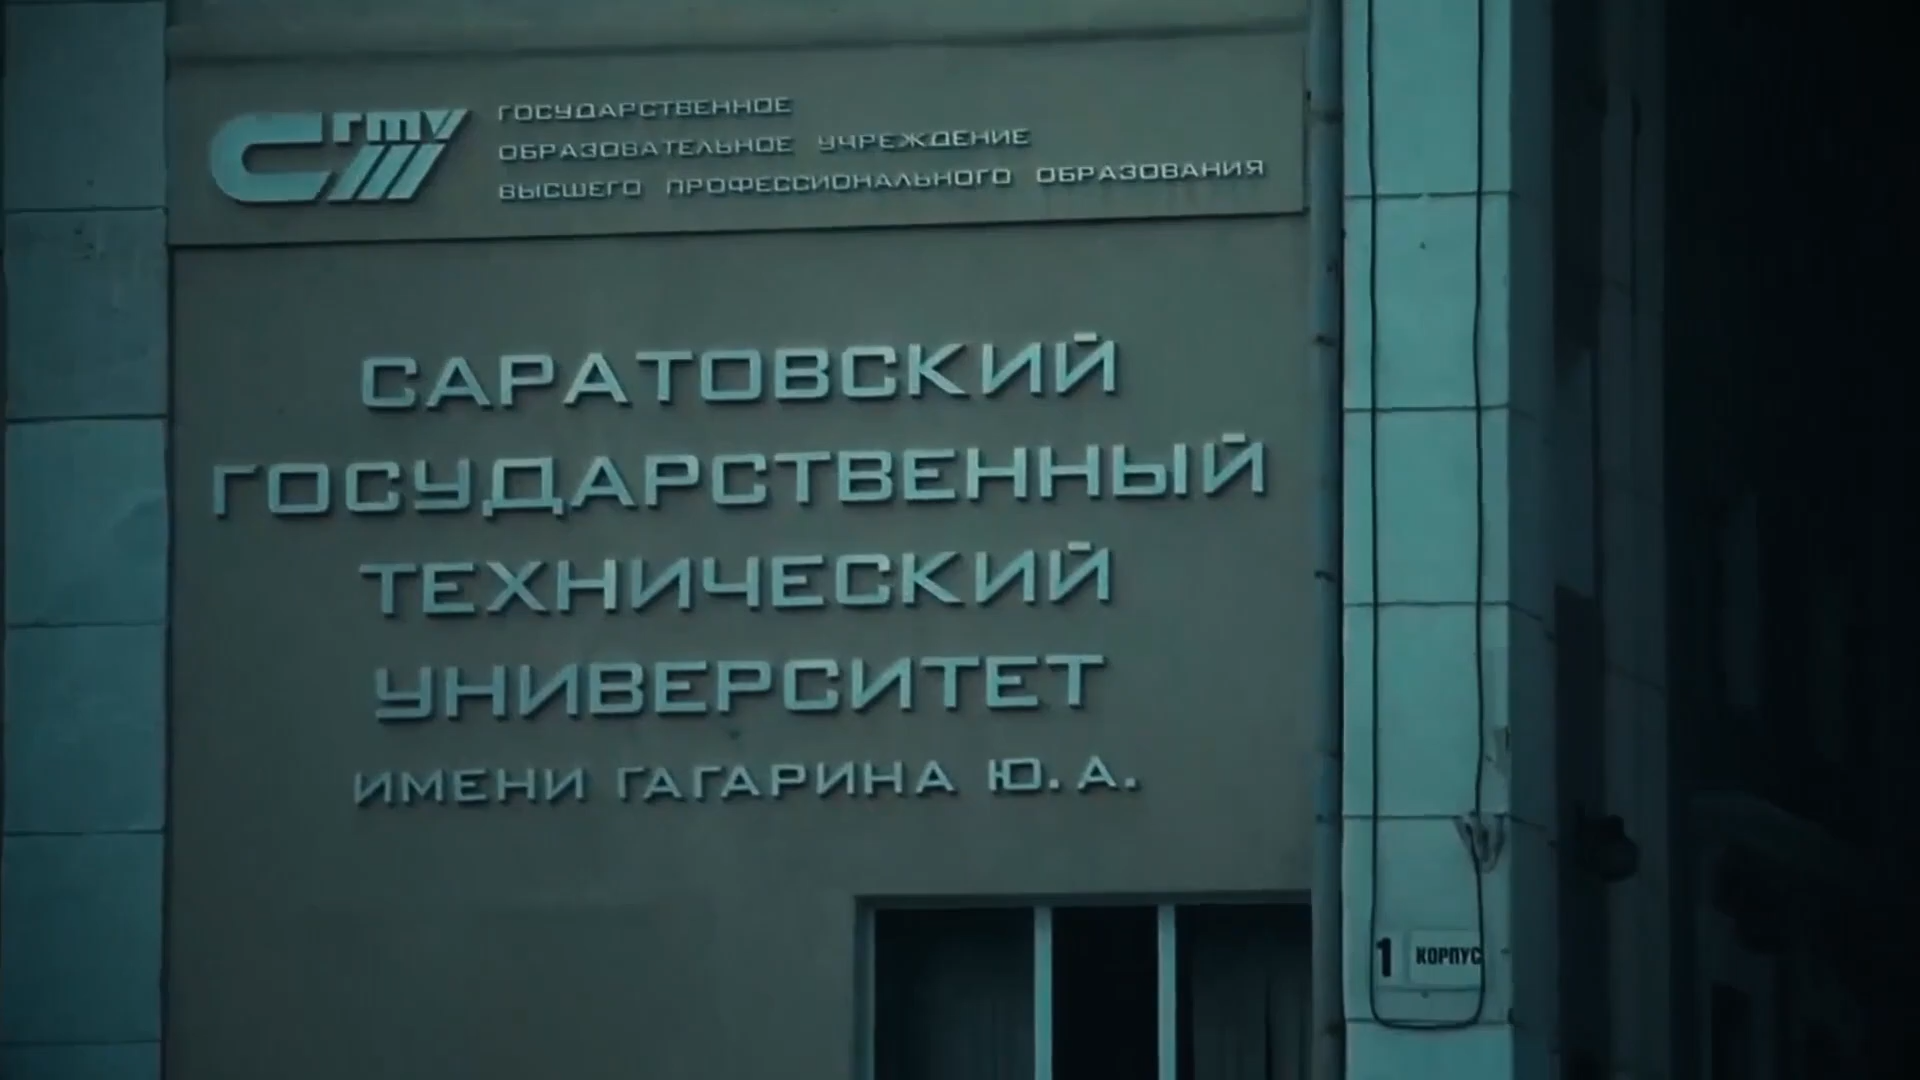 СГТУ
ГОСУДАРСТВЕННОЕ
ОБРАЗОВАТЕЛЬНОЕ УЧРЕЖДЕНИЕ
ВЫСШЕГО ПРОФЕССИОНАЛЬНОГО ОБРАЗОВАНИЯ
САРАТОВСКИЙ
ГОСУДАРСТВЕННЫЙ
ТЕХНИЧЕСКИЙ
УНИВЕРСИТЕТ
ИМЕНИ ГАГАРИНА Ю.А.
1 КОРПУС